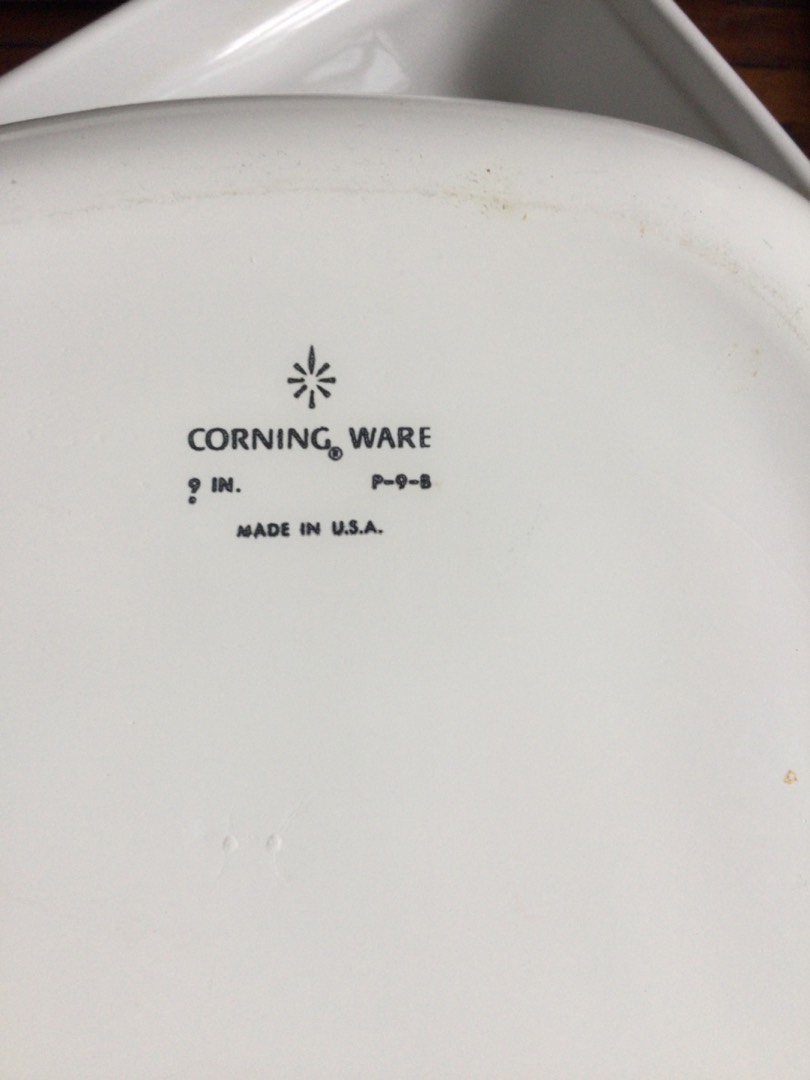 CORNING® WARE
9 IN. P-9-B
MADE IN U.S.A.